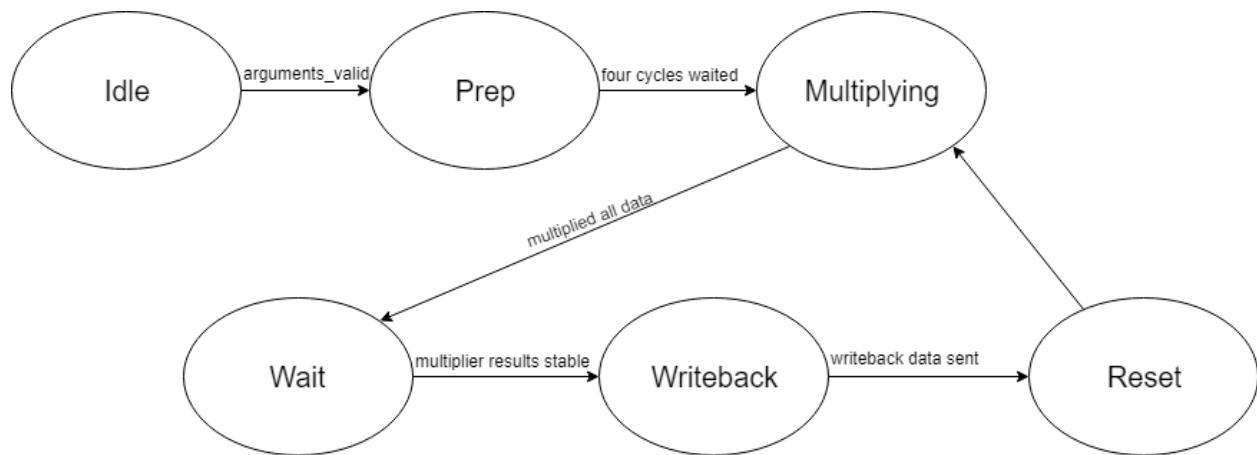 Idle
arguments_valid
Prep
four cycles waited
Multiplying
multiplied all data
Wait
multiplier results stable
Writeback
writeback data sent
Reset